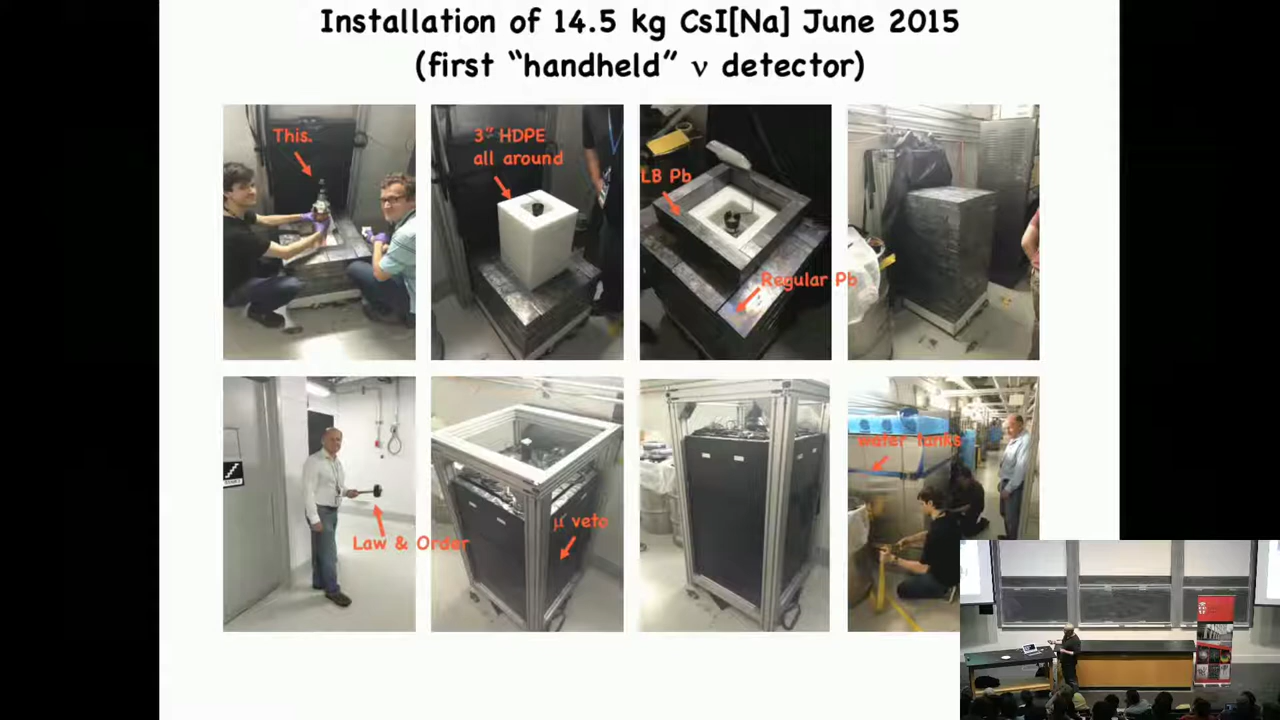 Installation of 14.5 kg CsI[Na] June 2015
(first “handheld” ν detector)
This.
3” HDPE
all around
LB Pb
Regular Pb
Law & Order
μ veto
water tanks